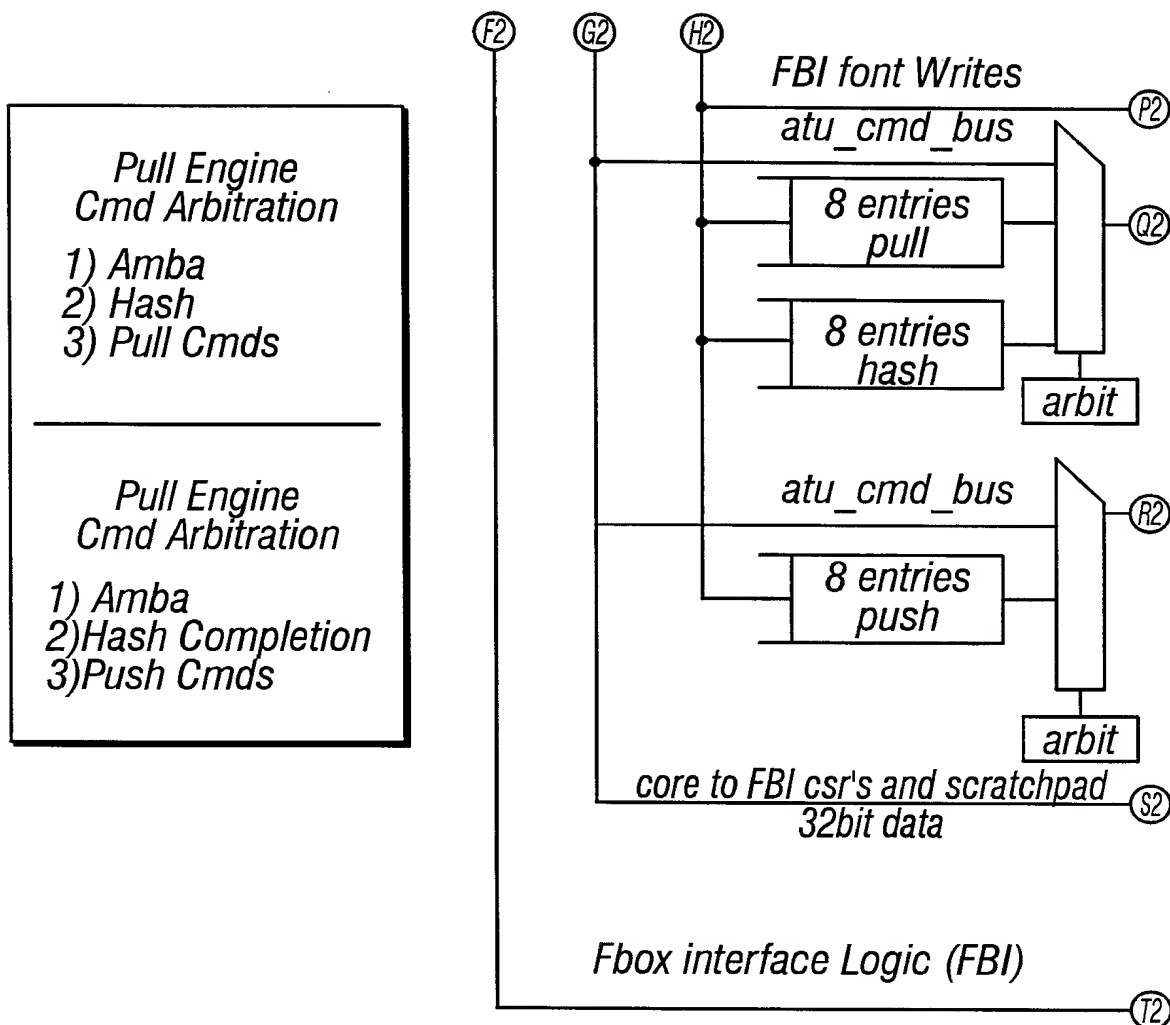 F2
G2
H2
FBI font Writes
P2
atu_cmd_bus
8 entries
pull
Q2
8 entries
hash
arbit
atu_cmd_bus
R2
8 entries
push
arbit
core to FBI csr's and scratchpad
32bit data
S2
Fbox interface Logic (FBI)
T2
Pull Engine
Cmd Arbitration
1) Amba
2) Hash
3) Pull Cmds
Pull Engine
Cmd Arbitration
1) Amba
2)Hash Completion
3)Push Cmds